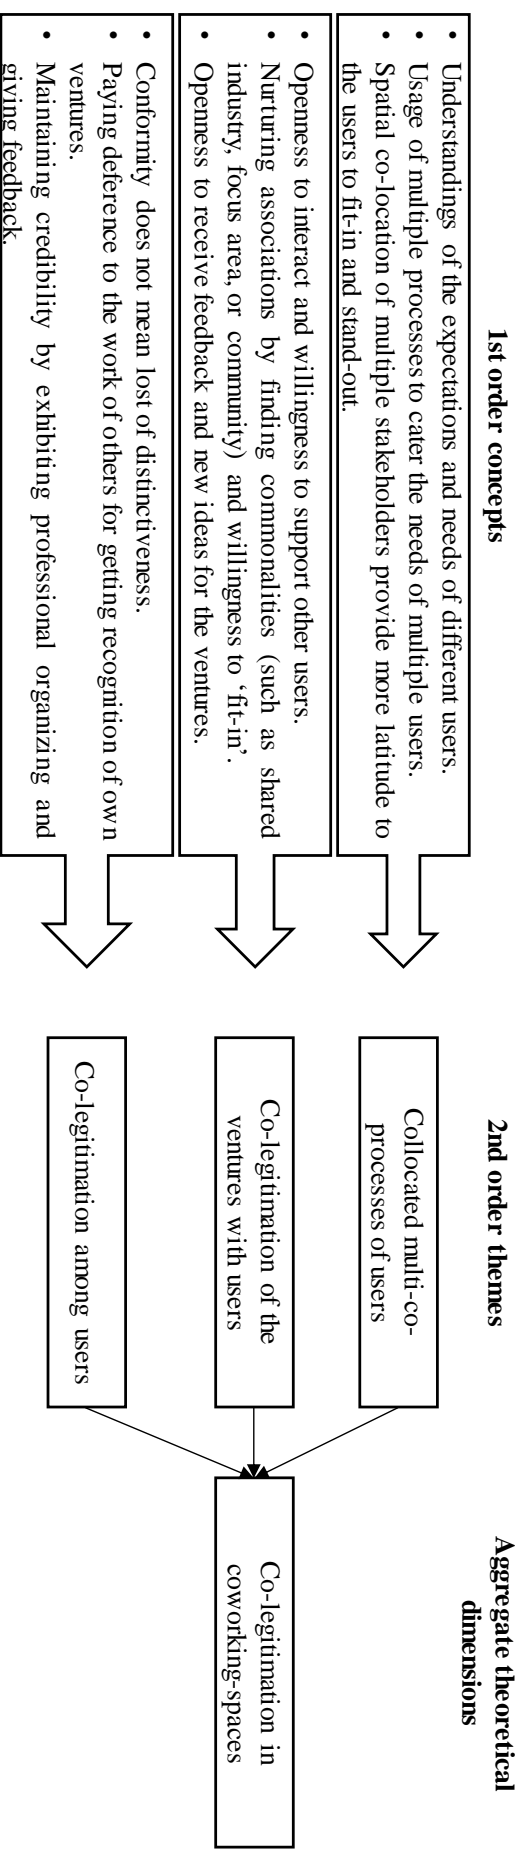 1st order concepts
• Understandings of the expectations and needs of different users.
• Usage of multiple processes to cater the needs of multiple users.
• Spatial co-location of multiple stakeholders provide more latitude to
the users to fit-in and stand-out.
• Openness to interact and willingness to support other users.
• Nurturing associations by finding commonalities (such as shared
industry, focus area, or community) and willingness to ‘fit-in’.
• Openness to receive feedback and new ideas for the ventures.
• Conformity does not mean lost of distinctiveness.
• Paying deference to the work of others for getting recognition of own
ventures.
• Maintaining credibility by exhibiting professional organizing and
giving feedback.
2nd order themes
Collocated multi-co-
processes of users
Co-legitimation of the
ventures with users
Co-legitimation among users
Aggregate theoretical
dimensions
Co-legitimation in
coworking-spaces